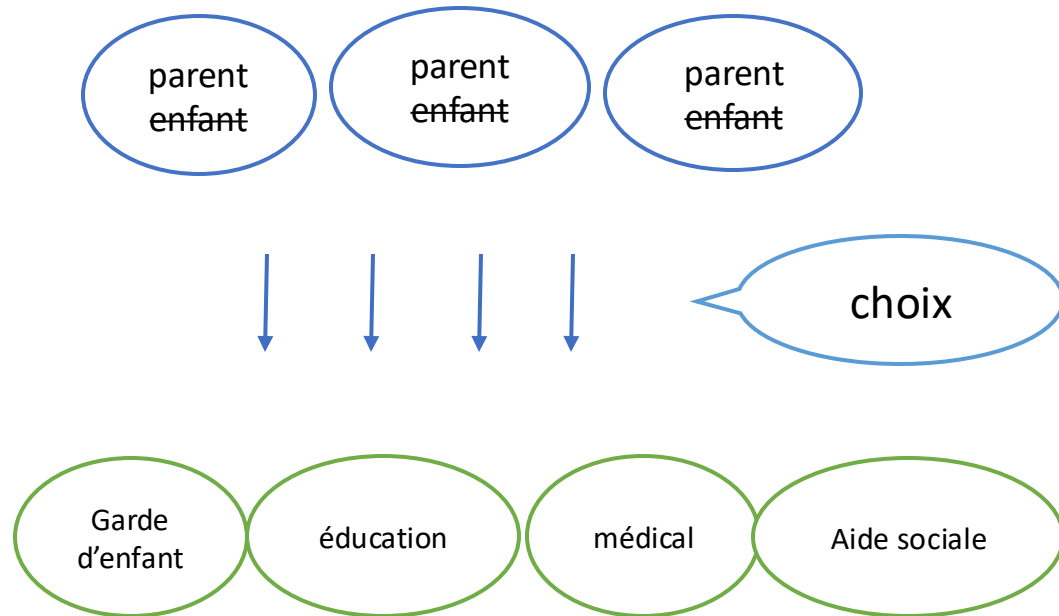 parent
enfant
parent
enfant
parent
enfant
choix
Garde
d’enfant
éducation
médical
Aide sociale